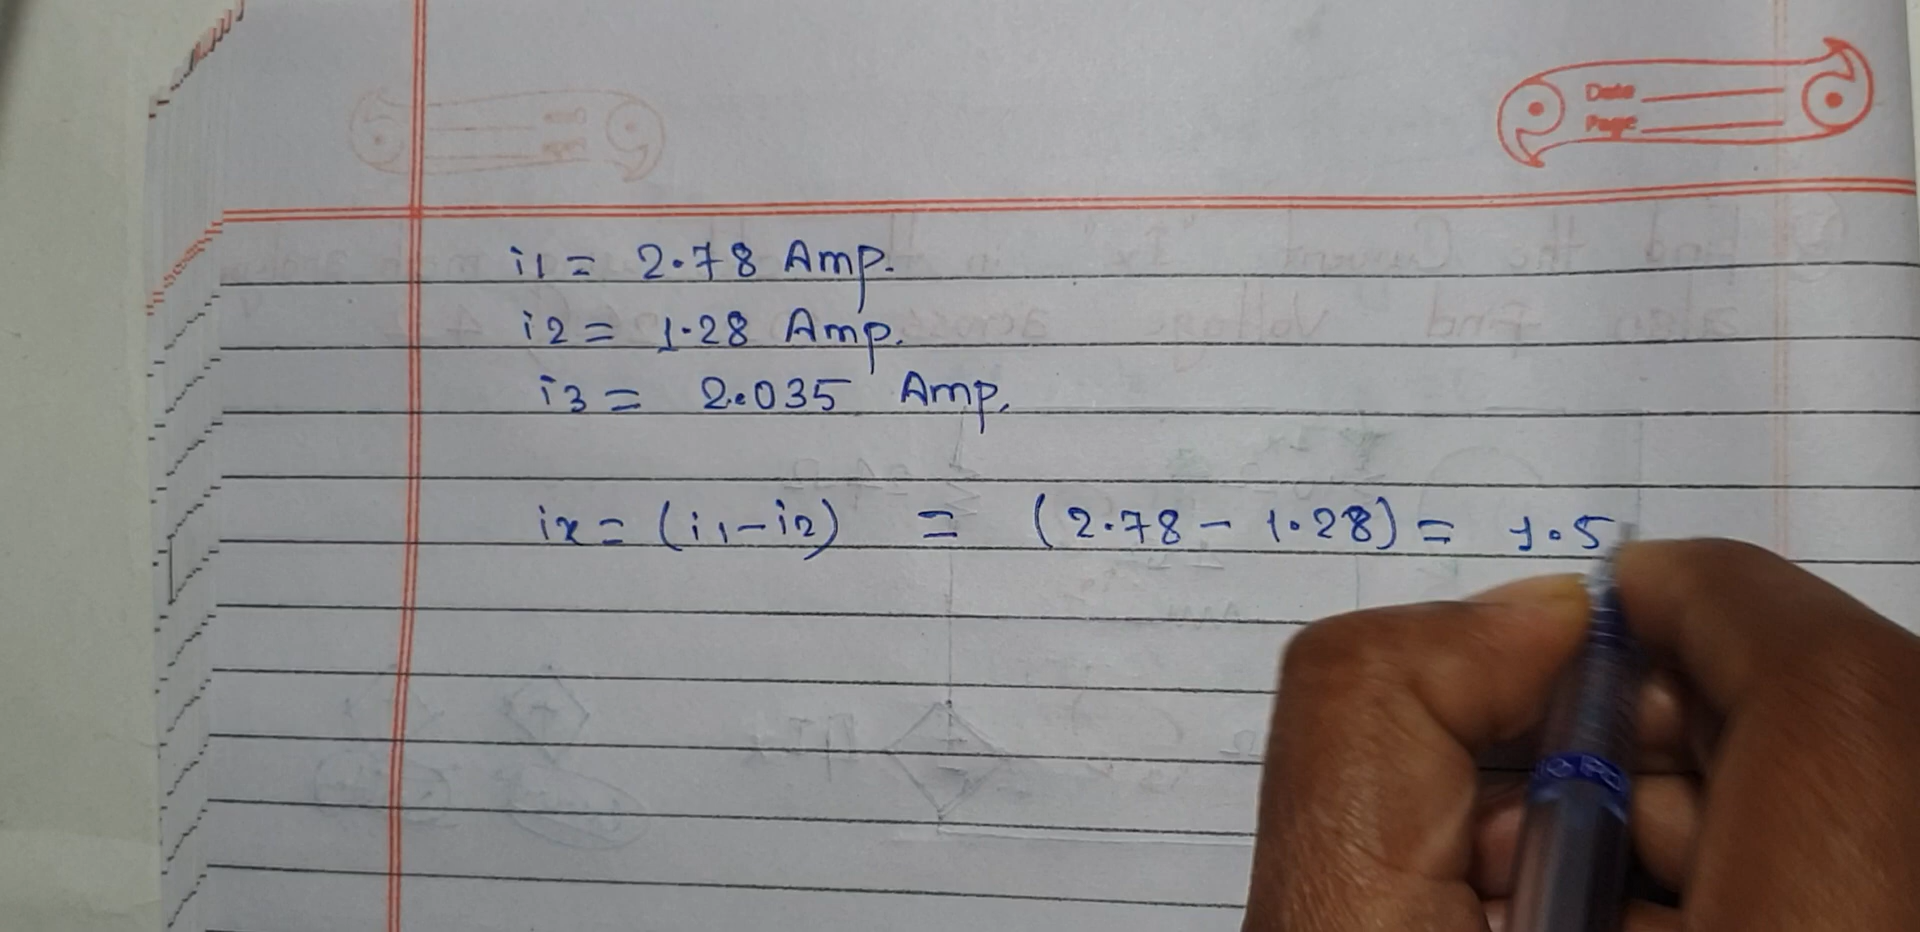 Date
Page
i1 = 2.78 Amp.
i2 = 1.28 Amp.
i3 = 2.035 Amp.
ix = (i1-i2) = (2.78 - 1.28) = 1.5